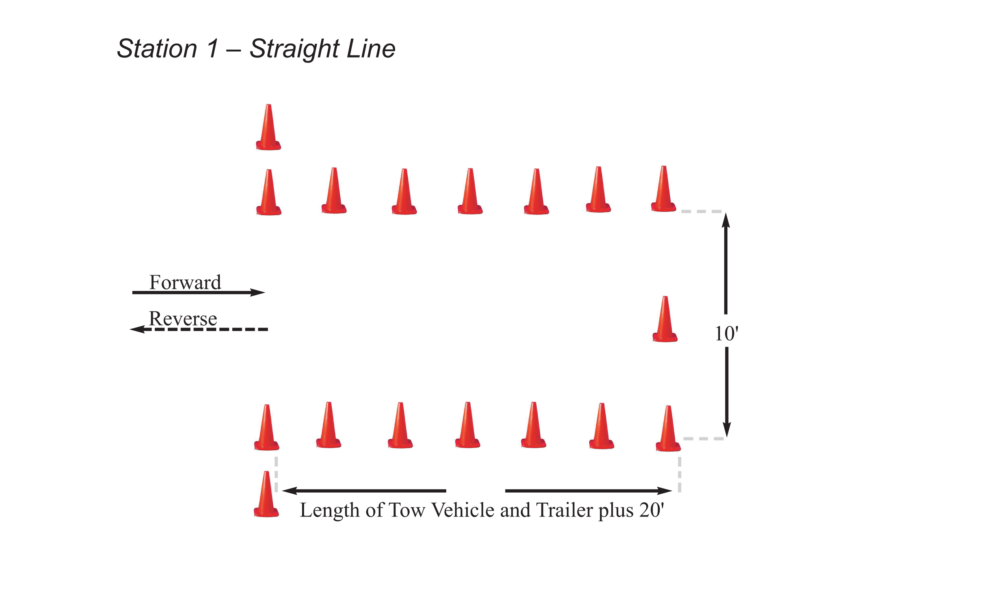 Station 1 – Straight Line
Forward
Reverse
10'
Length of Tow Vehicle and Trailer plus 20'